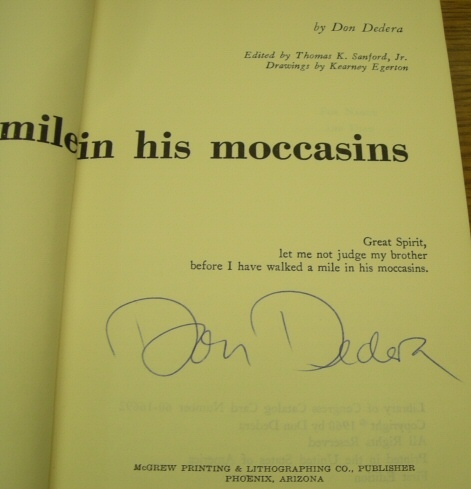 by Don Dedera
Edited by Thomas K. Sanford, Jr.
Drawings by Kearney Egerton
mile in his moccasins
Great Spirit,
let me not judge my brother
before I have walked a mile in his moccasins.
Don Dedera
McGREW PRINTING & LITHOGRAPHING CO., PUBLISHER
PHOENIX, ARIZONA